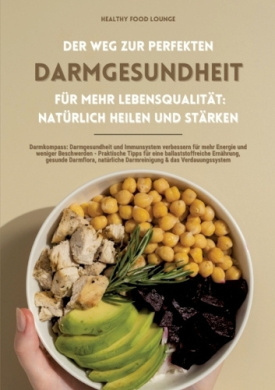 HEALTHY FOOD LOUNGE
DER WEG ZUR PERFEKTEN
DARMGESUNDHEIT
FÜR MEHR LEBENSQUALITÄT:
NATÜRLICH HEILEN UND STÄRKEN
Darmkompass: Darmgesundheit und Immunsystem verbessern für mehr Energie und
weniger Beschwerden - Praktische Tipps für eine ballaststoffreiche Ernährung,
gesunde Darmflora, natürliche Darmreinigung & das Verdauungssystem